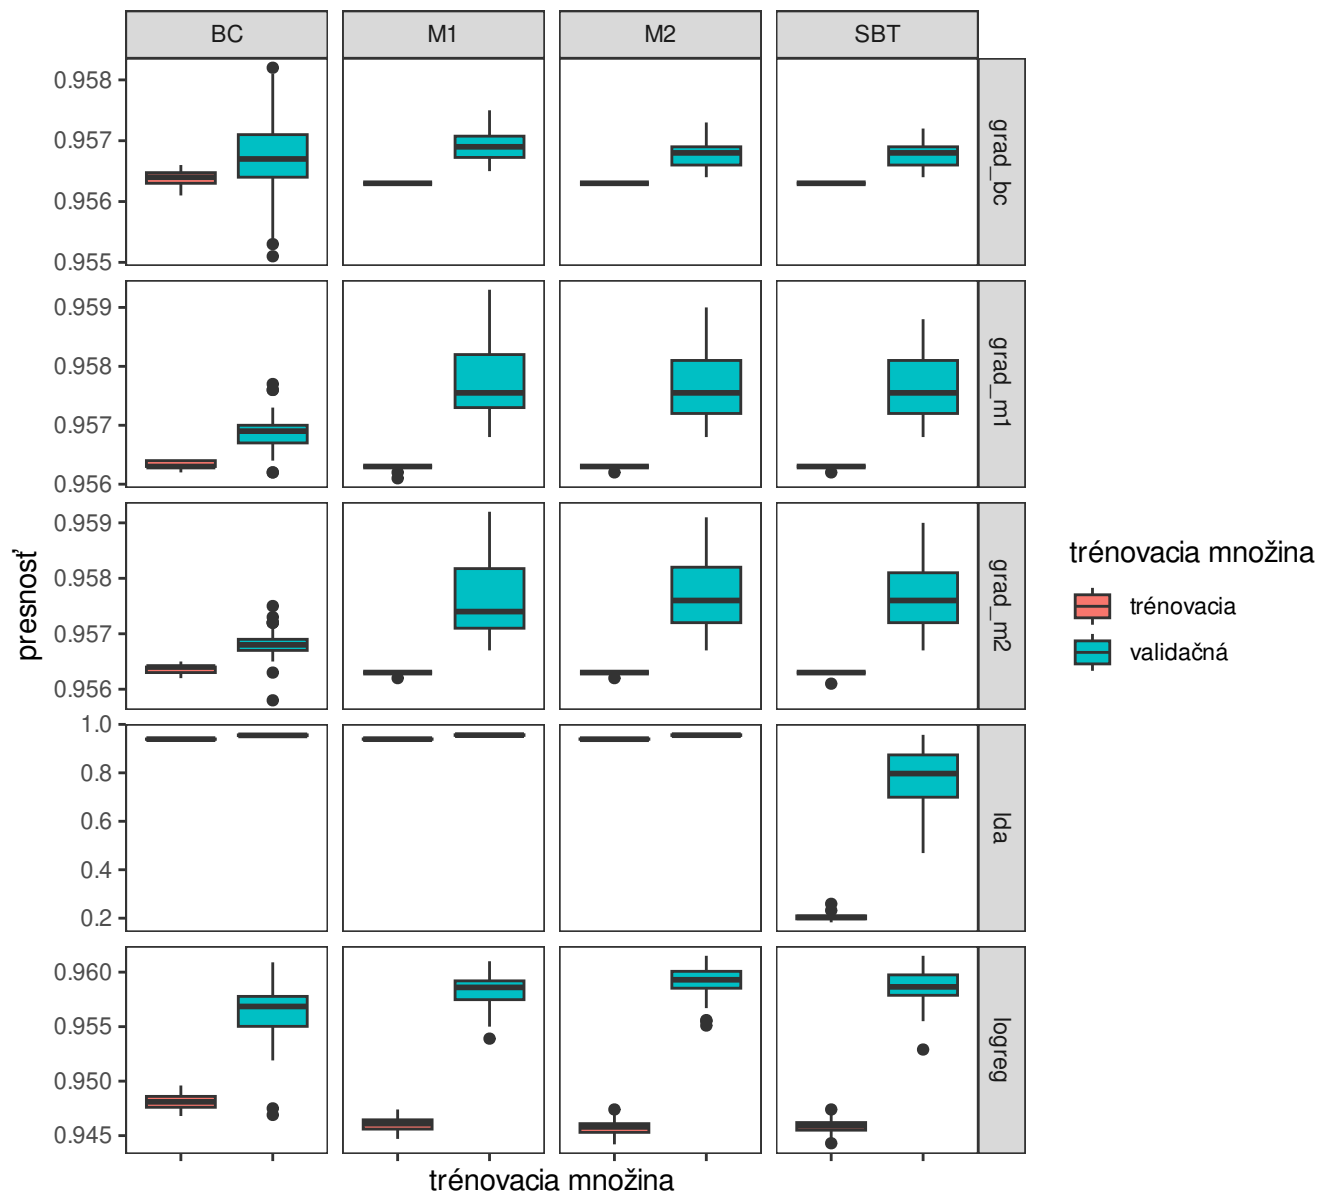 BC
M1
M2
SBT
0.958
0.957
0.956
0.955
grad_bc
0.959
0.958
0.957
0.956
grad_m1
0.959
0.958
0.957
0.956
grad_m2
1.0
0.8
0.6
0.4
0.2
lda
0.960
0.955
0.950
0.945
logreg
presnosť
trénovacia množina
trénovacia množina
trénovacia
validačná